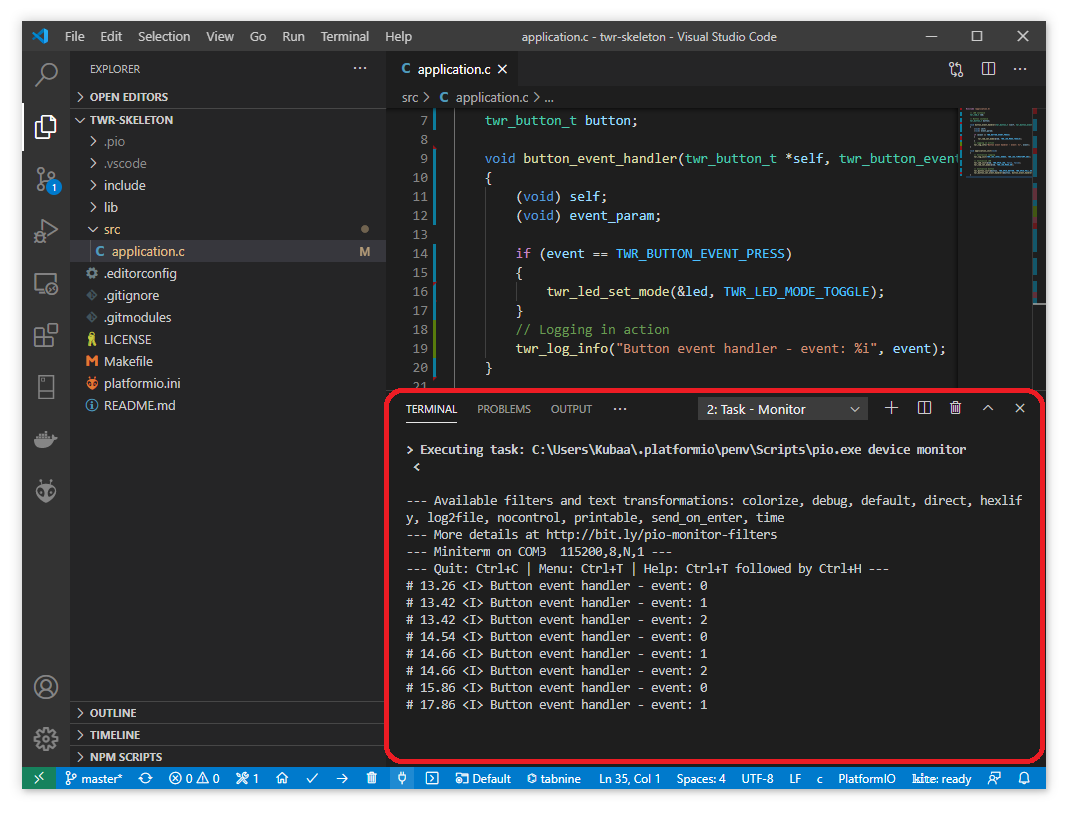 File Edit Selection View Go Run Terminal Help application.c - twr-skeleton - Visual Studio Code
EXPLORER
OPEN EDITORS
TWR-SKELETON
.pio
.vscode
include
lib
src
C application.c M
.editorconfig
.gitignore
.gitmodules
LICENSE
Makefile
platformio.ini
README.md
OUTLINE
TIMELINE
NPM SCRIPTS
1
C application.c
src > C application.c > ...
7 twr_button_t button;
8
9 void button_event_handler(twr_button_t *self, twr_button_event
10 {
11 (void) self;
12 (void) event_param;
13
14 if (event == TWR_BUTTON_EVENT_PRESS)
15 {
16 twr_led_set_mode(&led, TWR_LED_MODE_TOGGLE);
17 }
18 // Logging in action
19 twr_log_info("Button event handler - event: %i", event);
20 }
21
TERMINAL PROBLEMS OUTPUT ... 2: Task - Monitor
> Executing task: C:\Users\Kubaa\.platformio\penv\Scripts\pio.exe device monitor
<
--- Available filters and text transformations: colorize, debug, default, direct, hexlif
y, log2file, nocontrol, printable, send_on_enter, time
--- More details at http://bit.ly/pio-monitor-filters
--- Miniterm on COM3  115200,8,N,1 ---
--- Quit: Ctrl+C | Menu: Ctrl+T | Help: Ctrl+T followed by Ctrl+H ---
# 13.26 <I> Button event handler - event: 0
# 13.42 <I> Button event handler - event: 1
# 13.42 <I> Button event handler - event: 2
# 14.54 <I> Button event handler - event: 0
# 14.66 <I> Button event handler - event: 1
# 14.66 <I> Button event handler - event: 2
# 15.86 <I> Button event handler - event: 0
# 17.86 <I> Button event handler - event: 1
master* 0 0 1 Default tabnine Ln 35, Col 1 Spaces: 4 UTF-8 LF c PlatformIO kite: ready